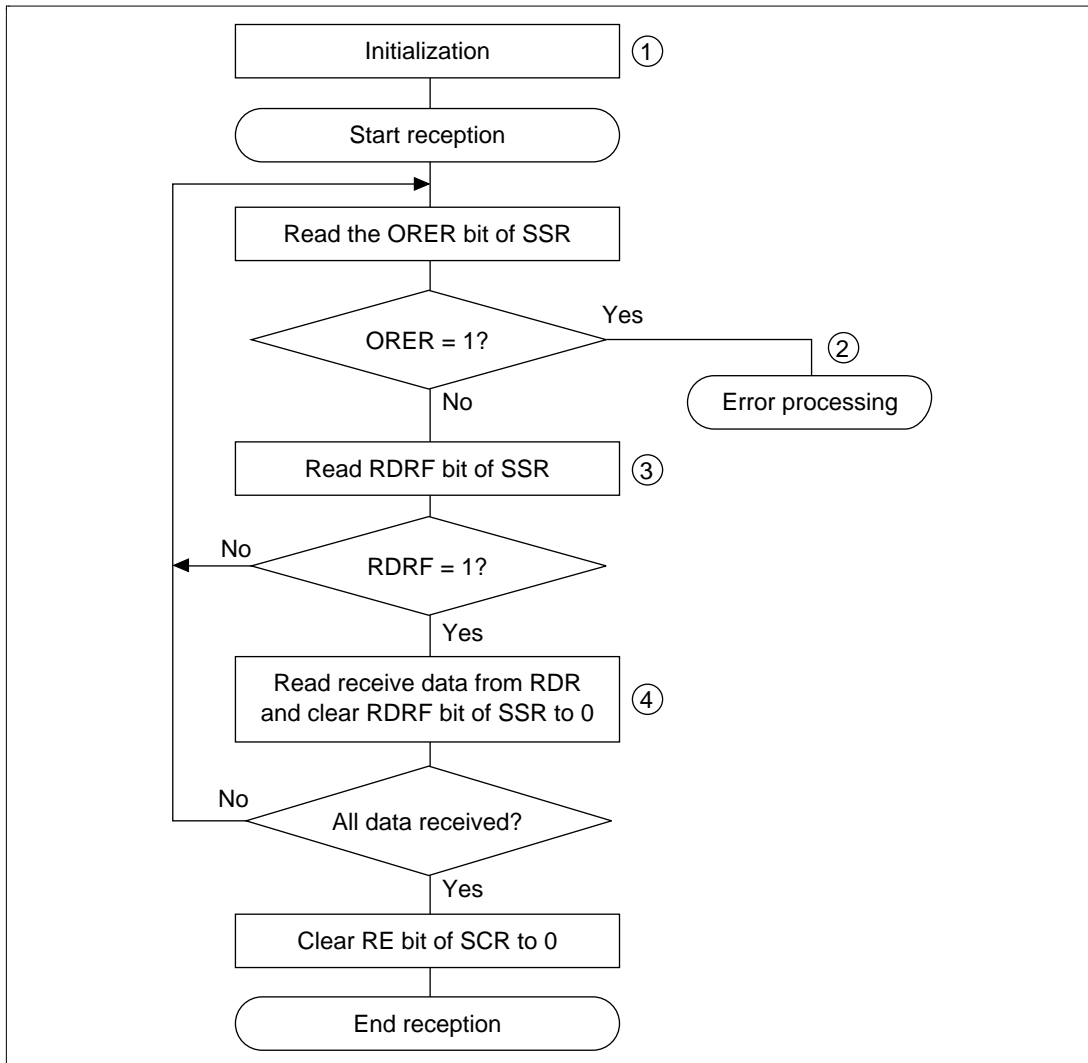 Initialization
①
Start reception
Read the ORER bit of SSR
ORER = 1?
Yes
②
Error processing
No
Read RDRF bit of SSR
③
No
RDRF = 1?
Yes
Read receive data from RDR
and clear RDRF bit of SSR to 0
④
No
All data received?
Yes
Clear RE bit of SCR to 0
End reception